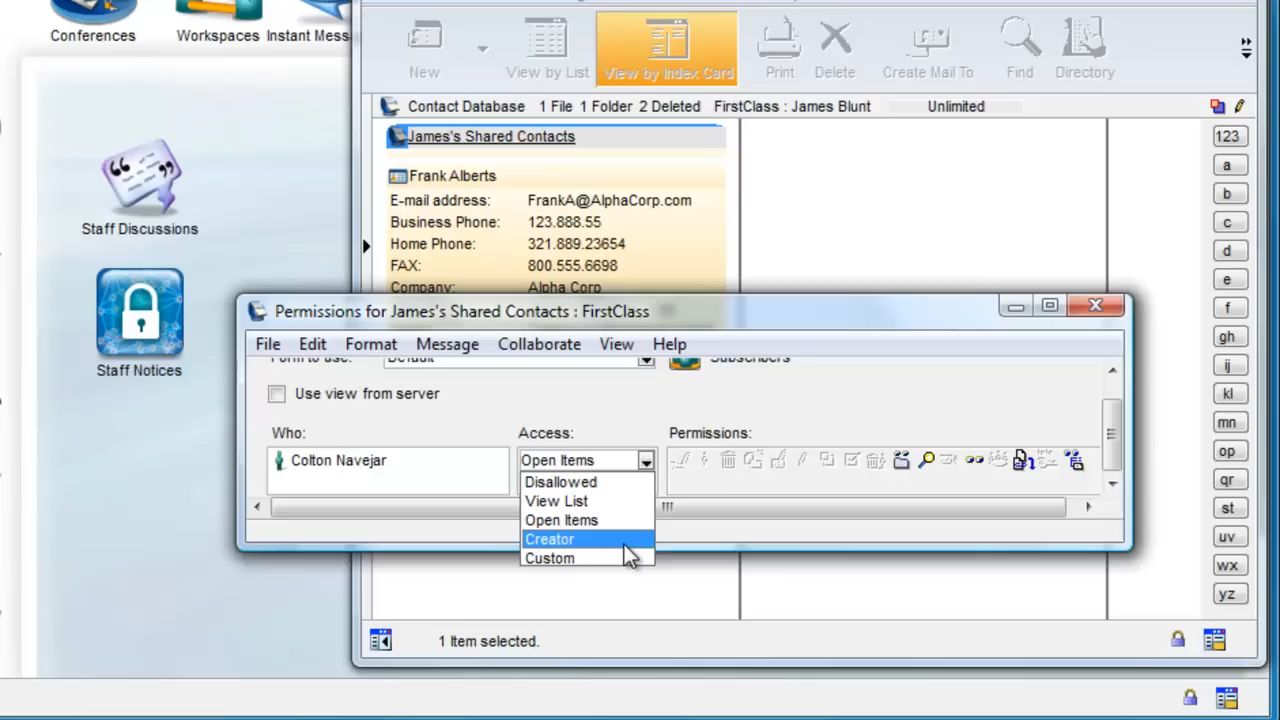 Conferences
Workspaces
Instant Mess
New
View by List
View by Index Card
Print
Delete
Create Mail To
Find
Directory
Contact Database 1 File 1 Folder 2 Deleted FirstClass : James Blunt Unlimited
James's Shared Contacts
Frank Alberts
E-mail address: FrankA@AlphaCorp.com
Business Phone: 123.888.55
Home Phone: 321.889.23654
FAX: 800.555.6698
Company: Alpha Corp
123
a
b
c
d
e
f
gh
ij
kl
mn
op
qr
st
uv
wx
yz
Staff Discussions
Staff Notices
Permissions for James's Shared Contacts : FirstClass
File Edit Format Message Collaborate View Help
Form to use: Default Subscribers
Use view from server
Who: Access: Permissions:
Colton Navejar Open Items
Disallowed
View List
Open Items
Creator
Custom
1 Item selected.